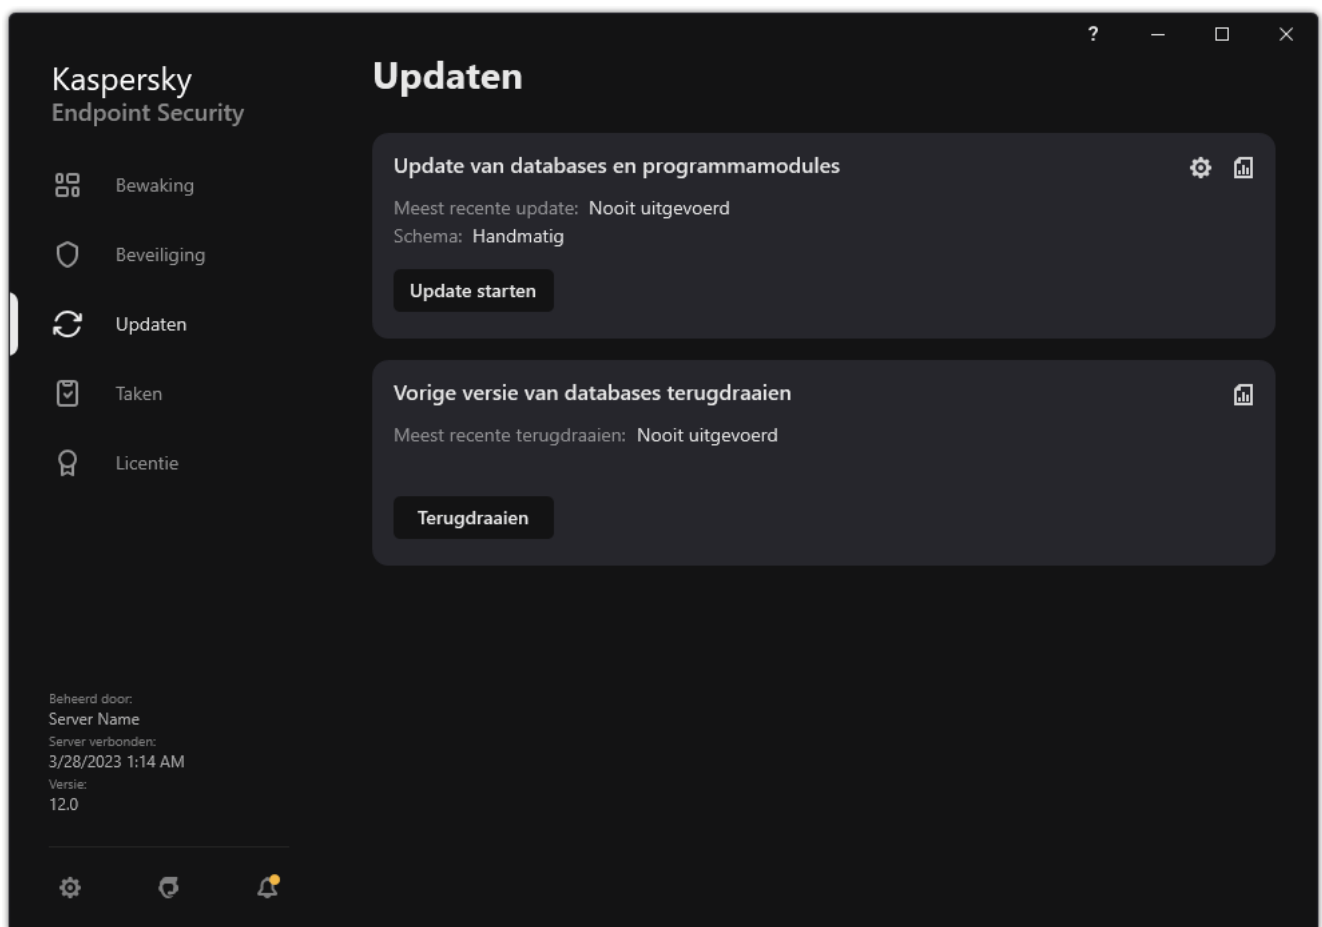 ?
Kaspersky
Endpoint Security
Updaten
Bewaking
Beveiliging
Updaten
Taken
Licentie
Update van databases en programmamodules
Meest recente update: Nooit uitgevoerd
Schema: Handmatig
Update starten
Vorige versie van databases terugdraaien
Meest recente terugdraaien: Nooit uitgevoerd
Terugdraaien
Beheerd door:
Server Name
Server verbonden:
3/28/2023 1:14 AM
Versie:
12.0